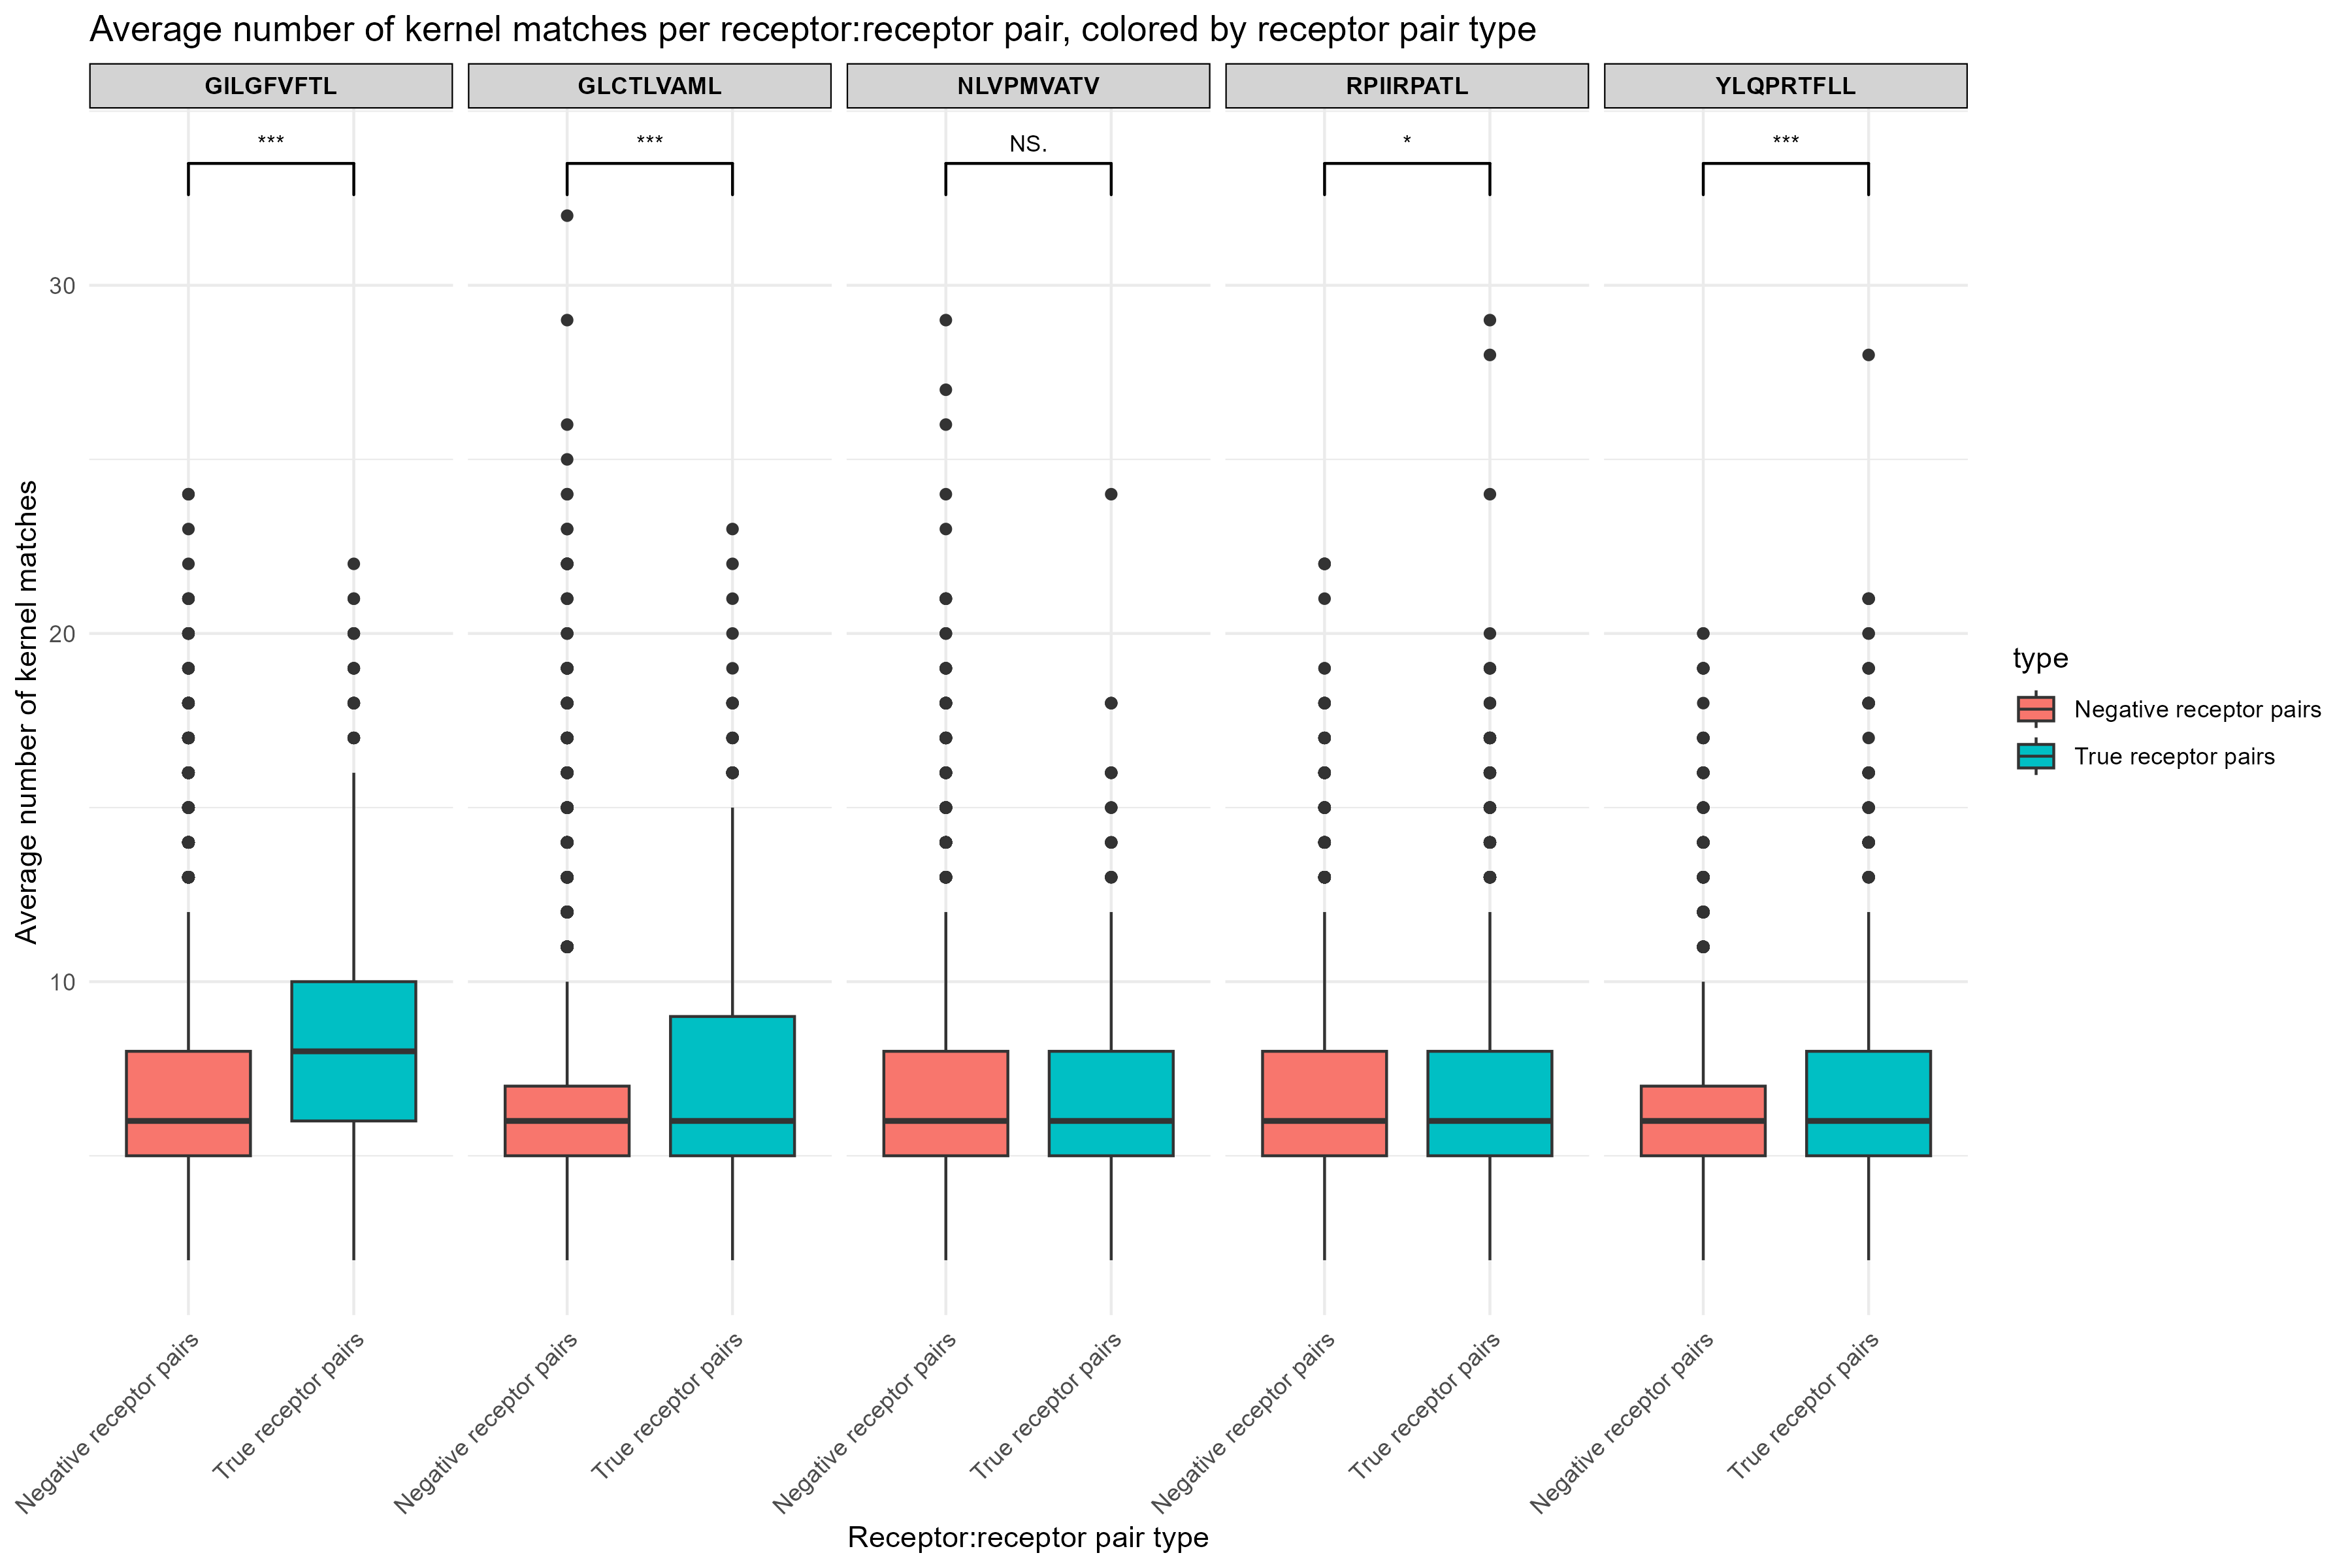 Average number of kernel matches per receptor:receptor pair, colored by receptor pair type
GILGFVFTL
GLCTLVAML
NLVPMVATV
RPIIRPATL
YLQPRTFLL
***
***
NS.
*
***
30
20
10
Average number of kernel matches
type
Negative receptor pairs
True receptor pairs
Negative receptor pairs
True receptor pairs
Negative receptor pairs
True receptor pairs
Negative receptor pairs
True receptor pairs
Negative receptor pairs
True receptor pairs
Negative receptor pairs
True receptor pairs
Receptor:receptor pair type